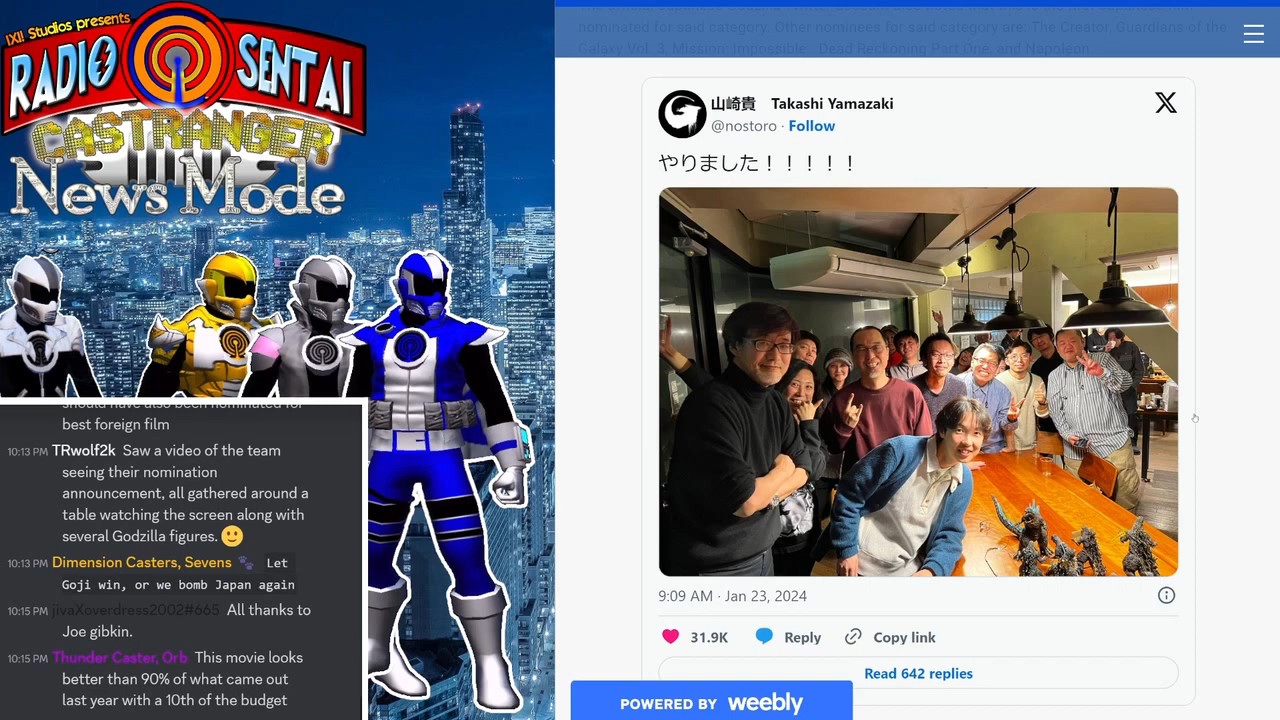 IXII Studios presents
RADIO SENTAI
CASTRANGER
News Mode
should have also been nominated for
best foreign film
10:13 PM TRwolf2k Saw a video of the team
seeing their nomination
announcement, all gathered around a
table watching the screen along with
several Godzilla figures.
10:13 PM Dimension Casters, Sevens Let
Goji win, or we bomb Japan again
10:15 PM jivaXoverdress2002#665 All thanks to
Joe gibkin.
10:15 PM Thunder Caster, Orb This movie looks
better than 90% of what came out
last year with a 10th of the budget
nominated for said category. Other nominees for said category are: The Creator, Guardians of the
Galaxy Vol. 3, Mission: Impossible - Dead Reckoning Part One, and Napoleon.
山崎貴 Takashi Yamazaki
@nostoro · Follow
やりました！！！！！
9:09 AM · Jan 23, 2024
31.9K Reply Copy link
Read 642 replies
POWERED BY weebly